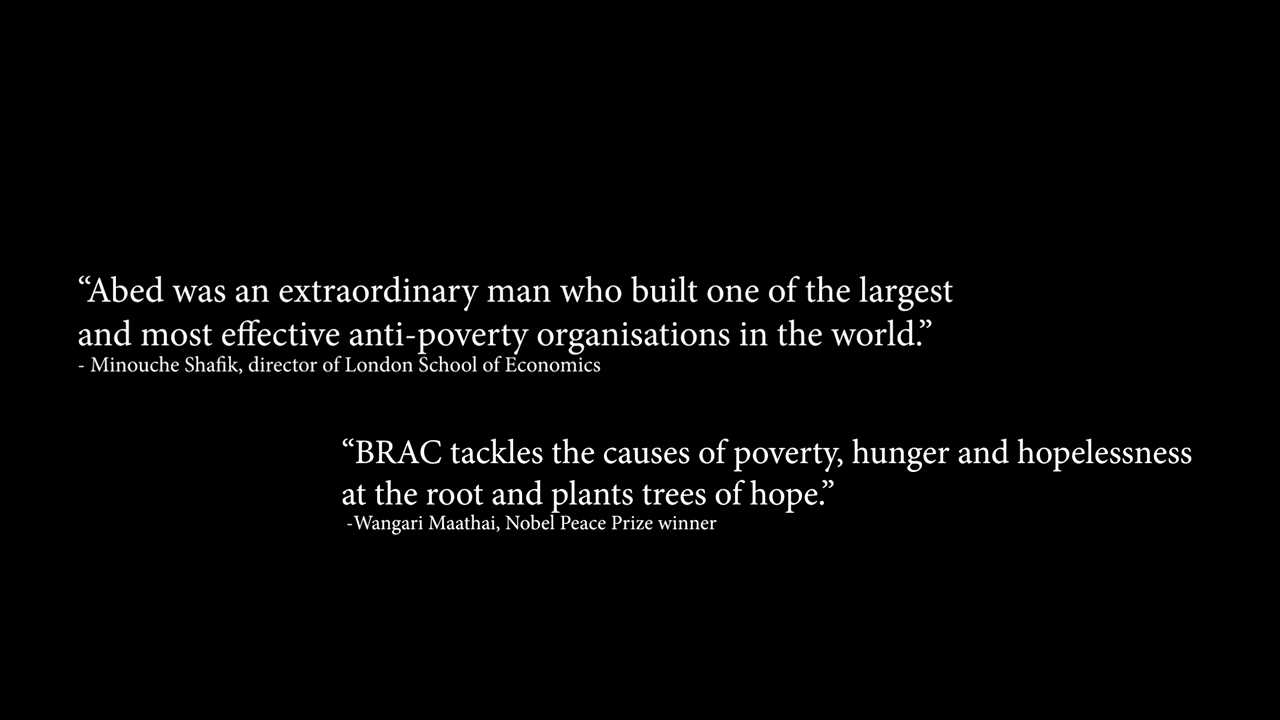 “Abed was an extraordinary man who built one of the largest
and most effective anti-poverty organisations in the world.”
- Minouche Shafik, director of London School of Economics
“BRAC tackles the causes of poverty, hunger and hopelessness
at the root and plants trees of hope.”
-Wangari Maathai, Nobel Peace Prize winner